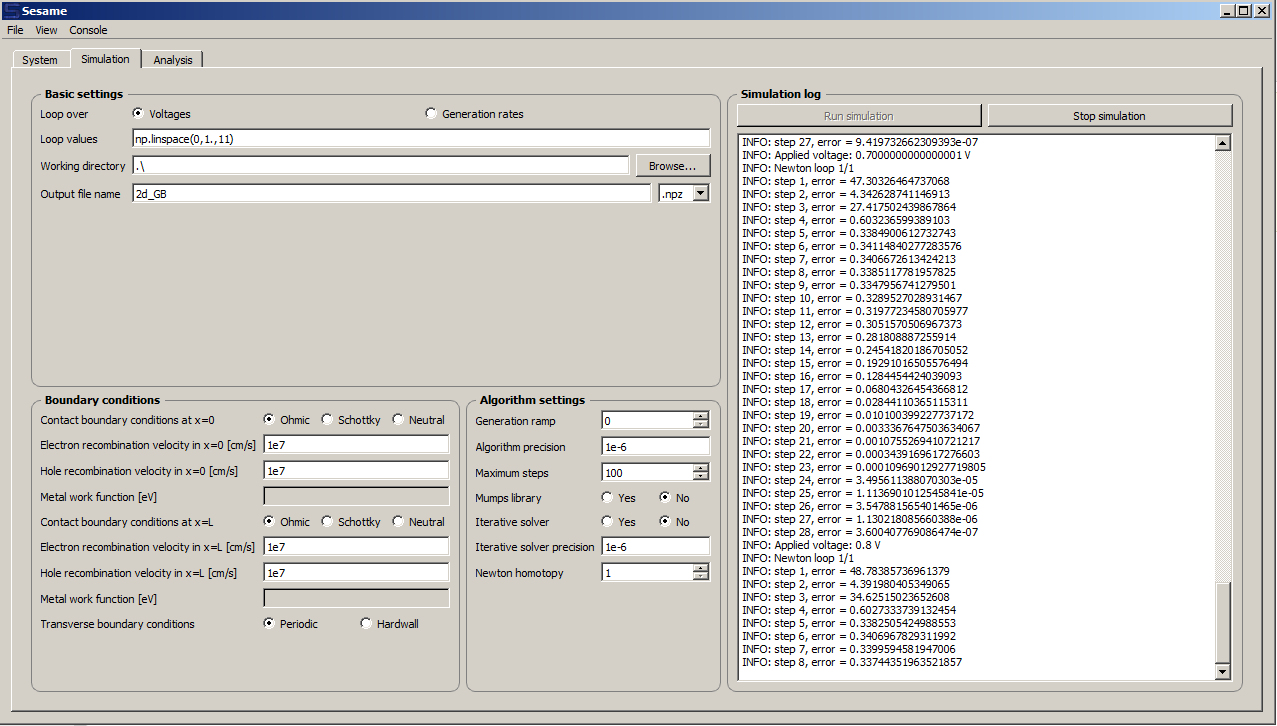 Sesame
File View Console
System Simulation Analysis
Basic settings
Loop over Voltages Generation rates
Loop values np.linspace(0,1.,11)
Working directory .\ Browse...
Output file name 2d_GB .npz
Boundary conditions
Contact boundary conditions at x=0 Ohmic Schottky Neutral
Electron recombination velocity in x=0 [cm/s] 1e7
Hole recombination velocity in x=0 [cm/s] 1e7
Metal work function [eV]
Contact boundary conditions at x=L Ohmic Schottky Neutral
Electron recombination velocity in x=L [cm/s] 1e7
Hole recombination velocity in x=L [cm/s] 1e7
Metal work function [eV]
Transverse boundary conditions Periodic Hardwall
Algorithm settings
Generation ramp 0
Algorithm precision 1e-6
Maximum steps 100
Mumps library Yes No
Iterative solver Yes No
Iterative solver precision 1e-6
Newton homotopy 1
Simulation log
Run simulation Stop simulation
INFO: step 27, error = 9.419732662309393e-07
INFO: Applied voltage: 0.7000000000000001 V
INFO: Newton loop 1/1
INFO: step 1, error = 47.30326464737068
INFO: step 2, error = 4.342628741146913
INFO: step 3, error = 27.417502439867864
INFO: step 4, error = 0.603236599389103
INFO: step 5, error = 0.3384900612732743
INFO: step 6, error = 0.34114840277283576
INFO: step 7, error = 0.3406672613424213
INFO: step 8, error = 0.3385117781957825
INFO: step 9, error = 0.3347956741279501
INFO: step 10, error = 0.3289527028931467
INFO: step 11, error = 0.31977234580705977
INFO: step 12, error = 0.3051570506967373
INFO: step 13, error = 0.281808887255914
INFO: step 14, error = 0.24541820186705052
INFO: step 15, error = 0.19291016505576494
INFO: step 16, error = 0.1284454424039093
INFO: step 17, error = 0.06804326454366812
INFO: step 18, error = 0.02844110365115311
INFO: step 19, error = 0.010100399227737172
INFO: step 20, error = 0.0033367647503634067
INFO: step 21, error = 0.0010755269410721217
INFO: step 22, error = 0.0003439169617276603
INFO: step 23, error = 0.00010969012927719805
INFO: step 24, error = 3.495611388070303e-05
INFO: step 25, error = 1.1136901012545841e-05
INFO: step 26, error = 3.547881565401465e-06
INFO: step 27, error = 1.130218085660388e-06
INFO: step 28, error = 3.600407769086474e-07
INFO: Applied voltage: 0.8 V
INFO: Newton loop 1/1
INFO: step 1, error = 48.78385736961379
INFO: step 2, error = 4.391980405349065
INFO: step 3, error = 34.62515023652608
INFO: step 4, error = 0.6027333739132454
INFO: step 5, error = 0.3382505424988553
INFO: step 6, error = 0.3406967829311992
INFO: step 7, error = 0.3399594581947006
INFO: step 8, error = 0.33744351963521857